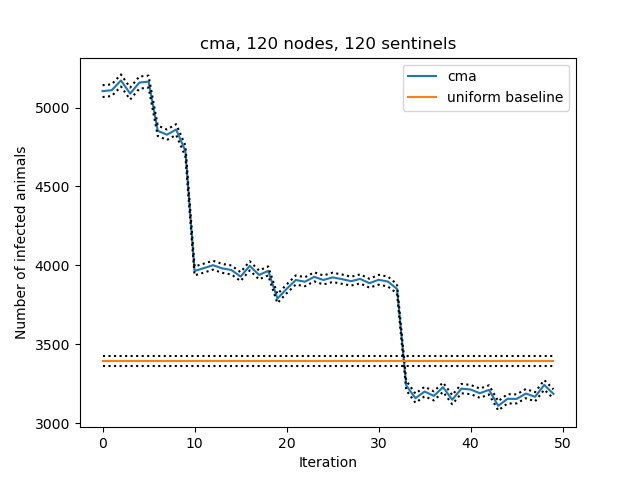 cma, 120 nodes, 120 sentinels
cma
uniform baseline
Number of infected animals
5000
4500
4000
3500
3000
0 10 20 30 40 50
Iteration